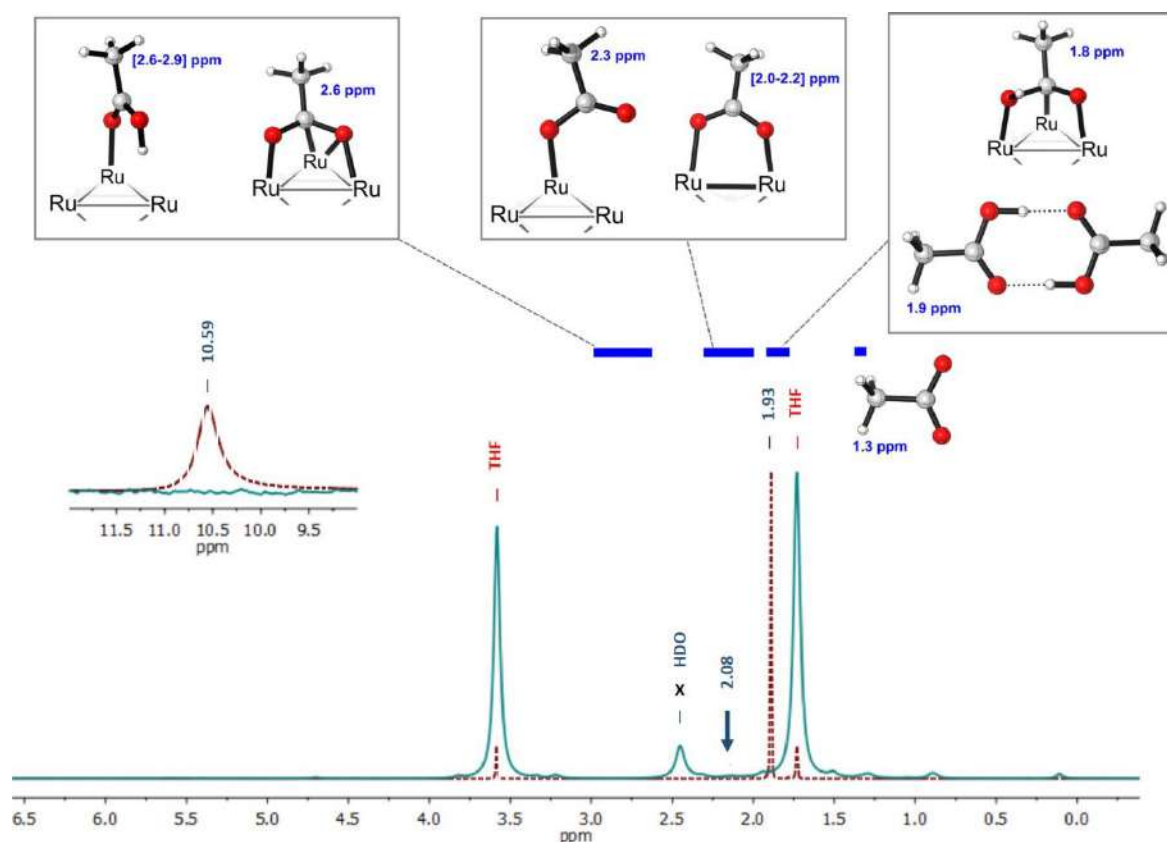 [2.6-2.9] ppm
2.6 ppm
Ru
Ru
Ru
Ru
Ru
Ru
2.3 ppm
[2.0-2.2] ppm
Ru
Ru
Ru
Ru
Ru
1.8 ppm
Ru
Ru
Ru
1.9 ppm
1.3 ppm
10.59
11.5 11.0 10.5 10.0 9.5
ppm
THF
X HDO
2.08
1.93
THF
6.5 6.0 5.5 5.0 4.5 4.0 3.5 3.0 2.5 2.0 1.5 1.0 0.5 0.0
ppm